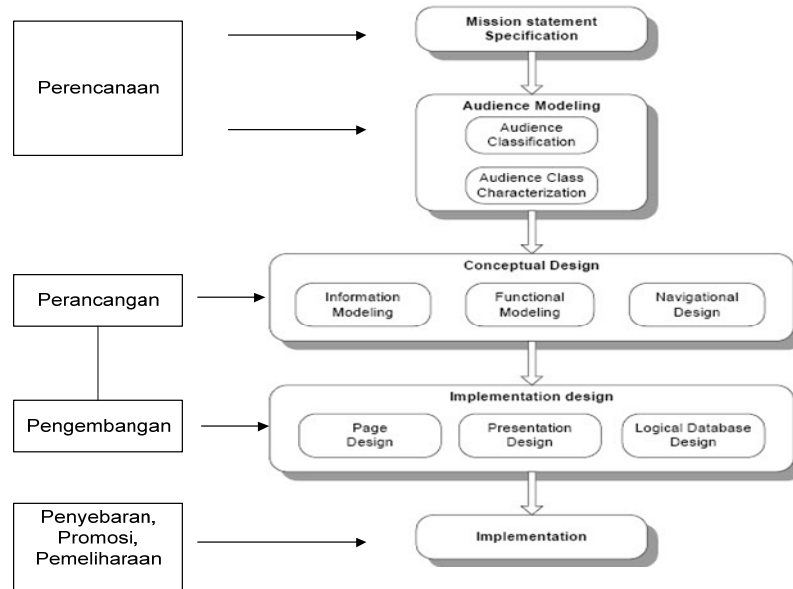 Mission statement
Specification
Perencanaan
Audience Modeling
Audience
Classification
Audience Class
Characterization
Perancangan
Conceptual Design
Information
Modeling
Functional
Modeling
Navigational
Design
Pengembangan
Implementation design
Page
Design
Presentation
Design
Logical Database
Design
Penyebaran,
Promosi,
Pemeliharaan
Implementation